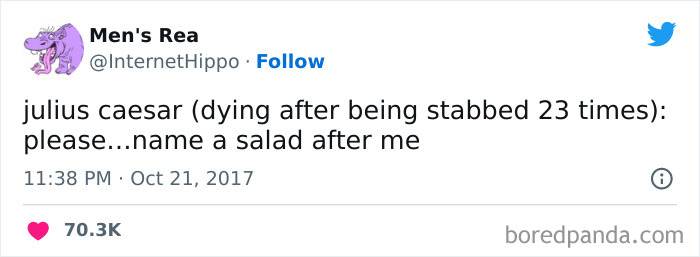 Men's Rea
@InternetHippo · Follow
julius caesar (dying after being stabbed 23 times):
please...name a salad after me
11:38 PM · Oct 21, 2017
70.3K
boredpanda.com